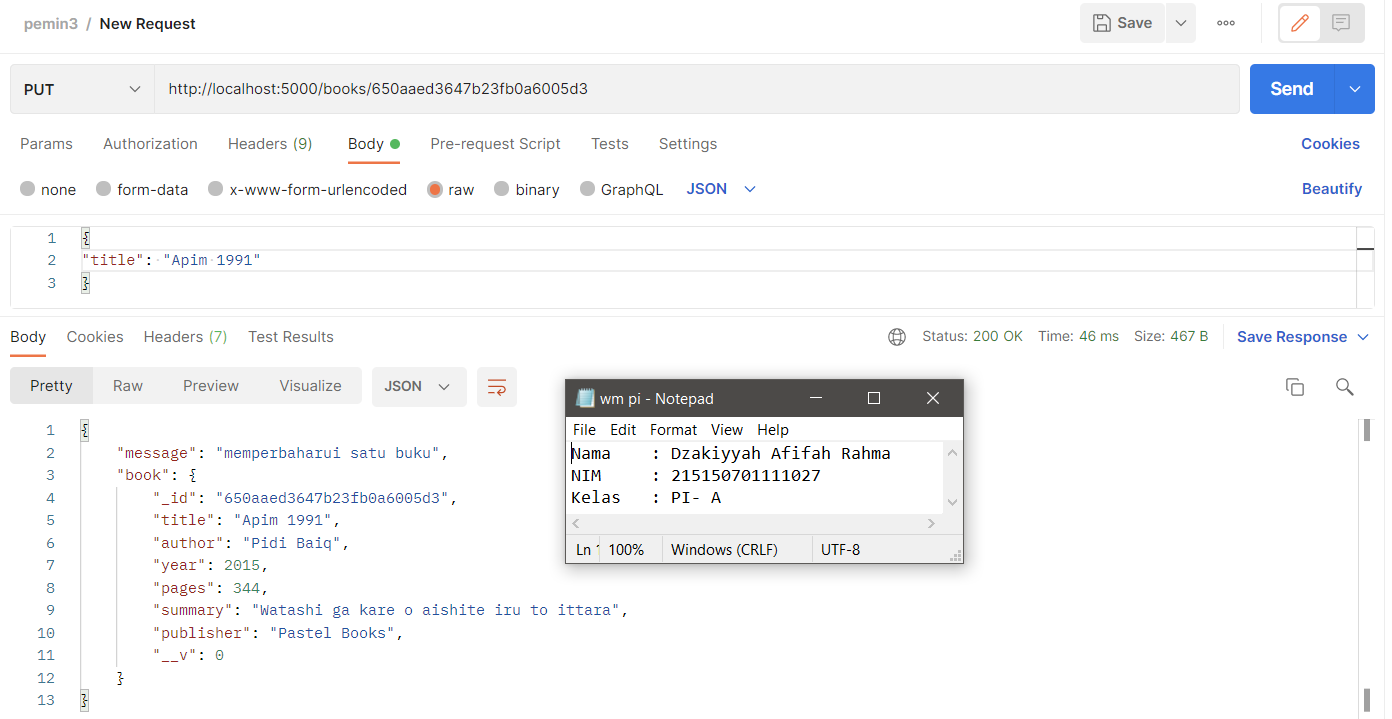 pemin3 / New Request
Save
PUT
http://localhost:5000/books/650aaed3647b23fb0a6005d3
Send
Params Authorization Headers (9) Body Pre-request Script Tests Settings Cookies
none form-data x-www-form-urlencoded raw binary GraphQL JSON Beautify
1 {
2 "title": "Apim 1991"
3 }
Body Cookies Headers (7) Test Results Status: 200 OK Time: 46 ms Size: 467 B Save Response
Pretty Raw Preview Visualize JSON
1 {
2 "message": "memperbaharui satu buku",
3 "book": {
4 "_id": "650aaed3647b23fb0a6005d3",
5 "title": "Apim 1991",
6 "author": "Pidi Baiq",
7 "year": 2015,
8 "pages": 344,
9 "summary": "Watashi ga kare o aishite iru to ittara",
10 "publisher": "Pastel Books",
11 "__v": 0
12 }
13 }
wm pi - Notepad
File Edit Format View Help
Nama : Dzakiyyah Afifah Rahma
NIM : 215150701111027
Kelas : PI- A
Ln 100% Windows (CRLF) UTF-8